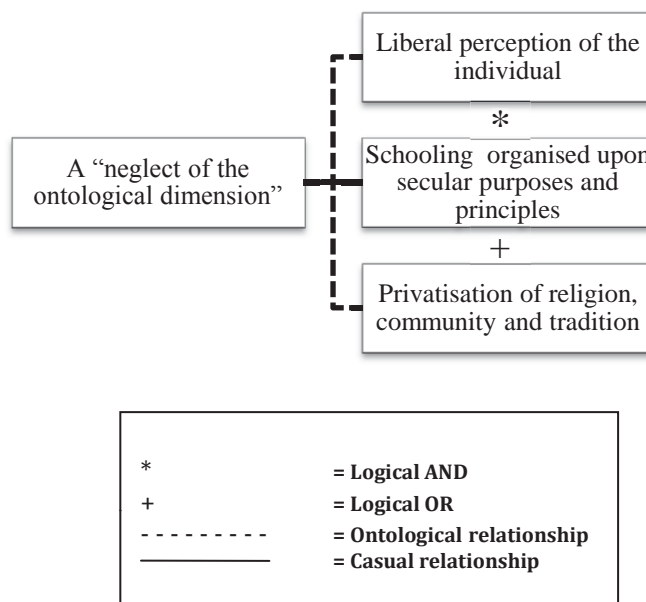 Liberal perception of the
individual
*
A “neglect of the
ontological dimension”
Schooling organised upon
secular purposes and
principles
+
Privatisation of religion,
community and tradition
* = Logical AND
+ = Logical OR
- - - - - - - - - = Ontological relationship
= Casual relationship